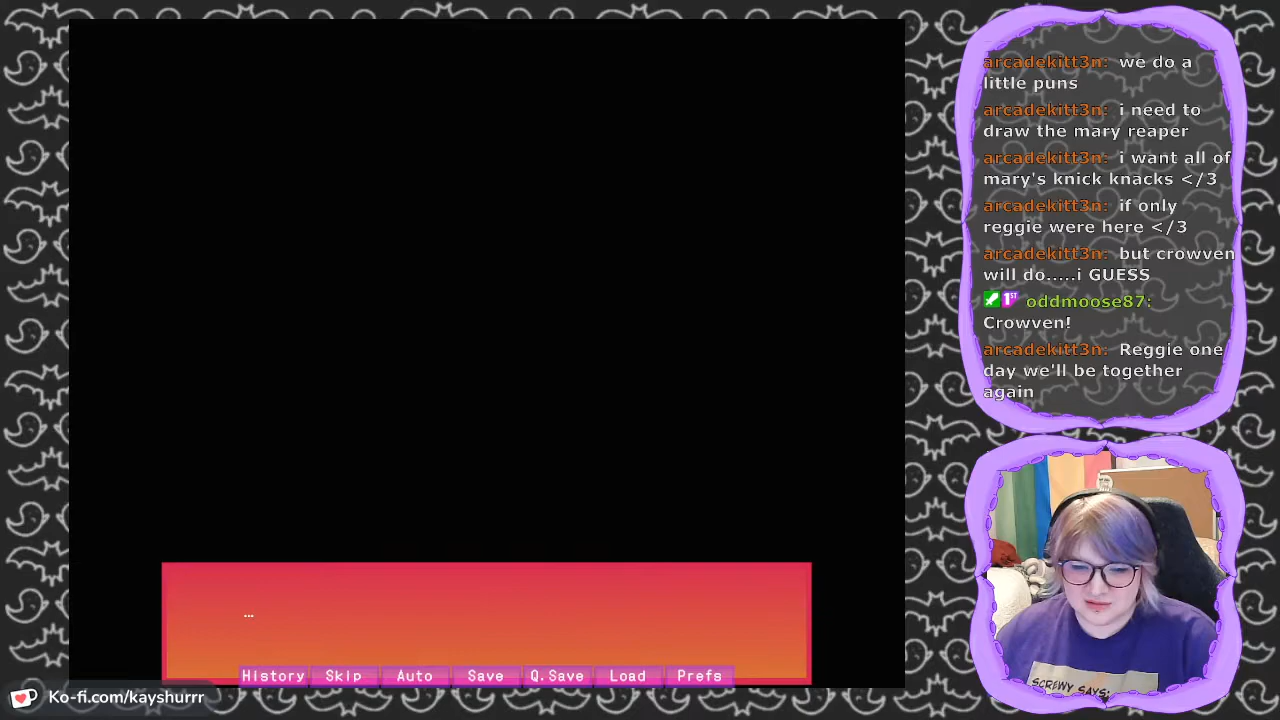 arcadekitt3n: we do a
little puns
arcadekitt3n: i need to
draw the mary reaper
arcadekitt3n: i want all of
mary's knick knacks </3
arcadekitt3n: if only
reggie were here </3
arcadekitt3n: but crowven
will do.....i GUESS
1ST oddmoose87:
Crowven!
arcadekitt3n: Reggie one
day we'll be together
again
...
History Skip Auto Save Q.Save Load Prefs
Ko-fi.com/kayshurrr
SCREWY SAYS: